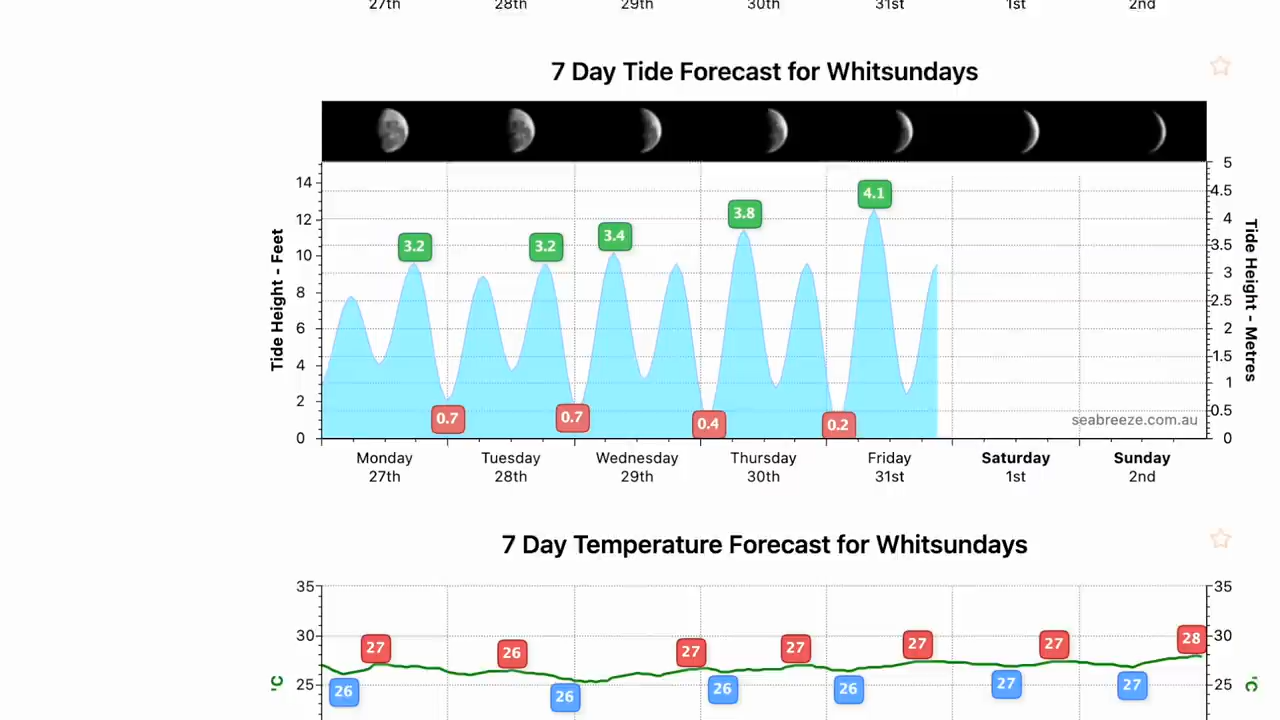 27th 28th 29th 30th 31st 1st 2nd
7 Day Tide Forecast for Whitsundays
Tide Height - Feet
14
12
10
8
6
4
2
0
3.2
3.2
3.4
3.8
4.1
0.7
0.7
0.4
0.2
5
4.5
4
3.5
3
2.5
2
1.5
1
0.5
0
Tide Height - Metres
seabreeze.com.au
Monday Tuesday Wednesday Thursday Friday Saturday Sunday
27th 28th 29th 30th 31st 1st 2nd
7 Day Temperature Forecast for Whitsundays
35
30
25
°C
27 26 27 27 27 27 28
26 26 26 26 27 27
35
30
25
°C